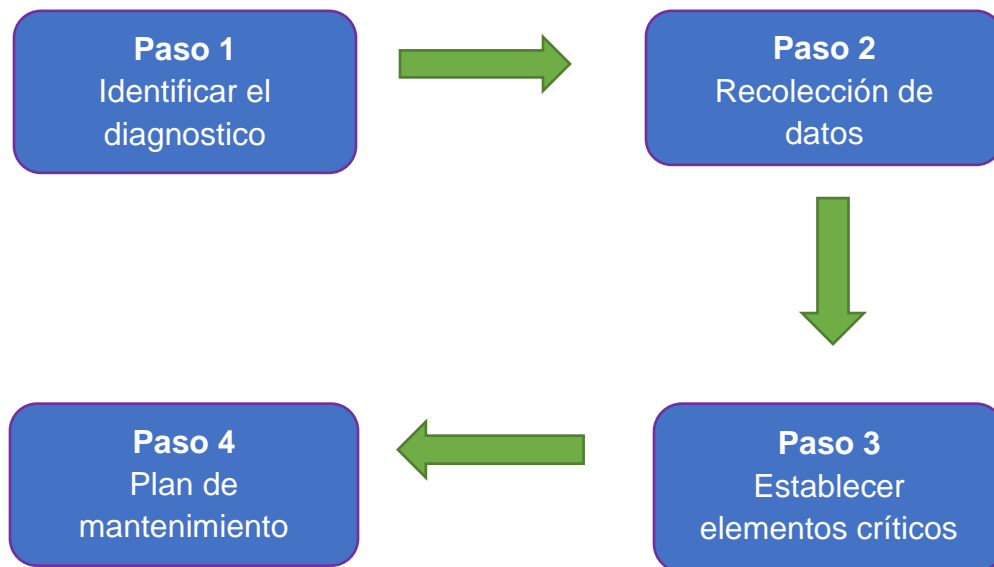 Paso 1
Identificar el
diagnostico
Paso 2
Recolección de
datos
Paso 3
Establecer
elementos críticos
Paso 4
Plan de
mantenimiento